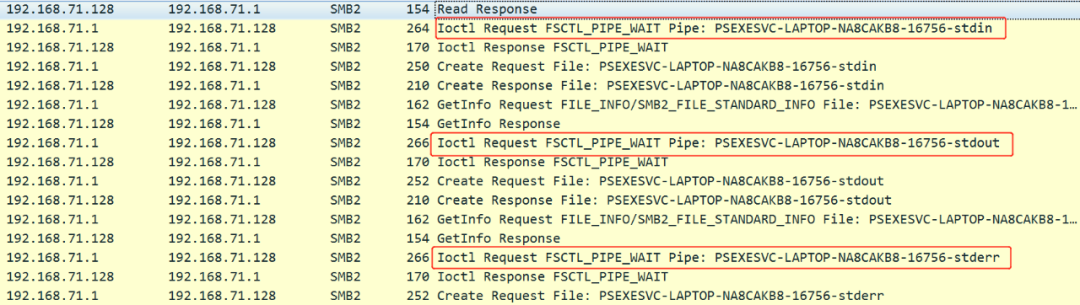 192.168.71.128 192.168.71.1 SMB2 154 Read Response
192.168.71.1 192.168.71.128 SMB2 264 Ioctl Request FSCTL_PIPE_WAIT Pipe: PSEXESVC-LAPTOP-NA8CAKB8-16756-stdin
192.168.71.128 192.168.71.1 SMB2 170 Ioctl Response FSCTL_PIPE_WAIT
192.168.71.1 192.168.71.128 SMB2 250 Create Request File: PSEXESVC-LAPTOP-NA8CAKB8-16756-stdin
192.168.71.128 192.168.71.1 SMB2 210 Create Response File: PSEXESVC-LAPTOP-NA8CAKB8-16756-stdin
192.168.71.1 192.168.71.128 SMB2 162 GetInfo Request FILE_INFO/SMB2_FILE_STANDARD_INFO File: PSEXESVC-LAPTOP-NA8CAKB8-1…
192.168.71.128 192.168.71.1 SMB2 154 GetInfo Response
192.168.71.1 192.168.71.128 SMB2 266 Ioctl Request FSCTL_PIPE_WAIT Pipe: PSEXESVC-LAPTOP-NA8CAKB8-16756-stdout
192.168.71.128 192.168.71.1 SMB2 170 Ioctl Response FSCTL_PIPE_WAIT
192.168.71.1 192.168.71.128 SMB2 252 Create Request File: PSEXESVC-LAPTOP-NA8CAKB8-16756-stdout
192.168.71.128 192.168.71.1 SMB2 210 Create Response File: PSEXESVC-LAPTOP-NA8CAKB8-16756-stdout
192.168.71.1 192.168.71.128 SMB2 162 GetInfo Request FILE_INFO/SMB2_FILE_STANDARD_INFO File: PSEXESVC-LAPTOP-NA8CAKB8-1…
192.168.71.128 192.168.71.1 SMB2 154 GetInfo Response
192.168.71.1 192.168.71.128 SMB2 266 Ioctl Request FSCTL_PIPE_WAIT Pipe: PSEXESVC-LAPTOP-NA8CAKB8-16756-stderr
192.168.71.128 192.168.71.1 SMB2 170 Ioctl Response FSCTL_PIPE_WAIT
192.168.71.1 192.168.71.128 SMB2 252 Create Request File: PSEXESVC-LAPTOP-NA8CAKB8-16756-stderr